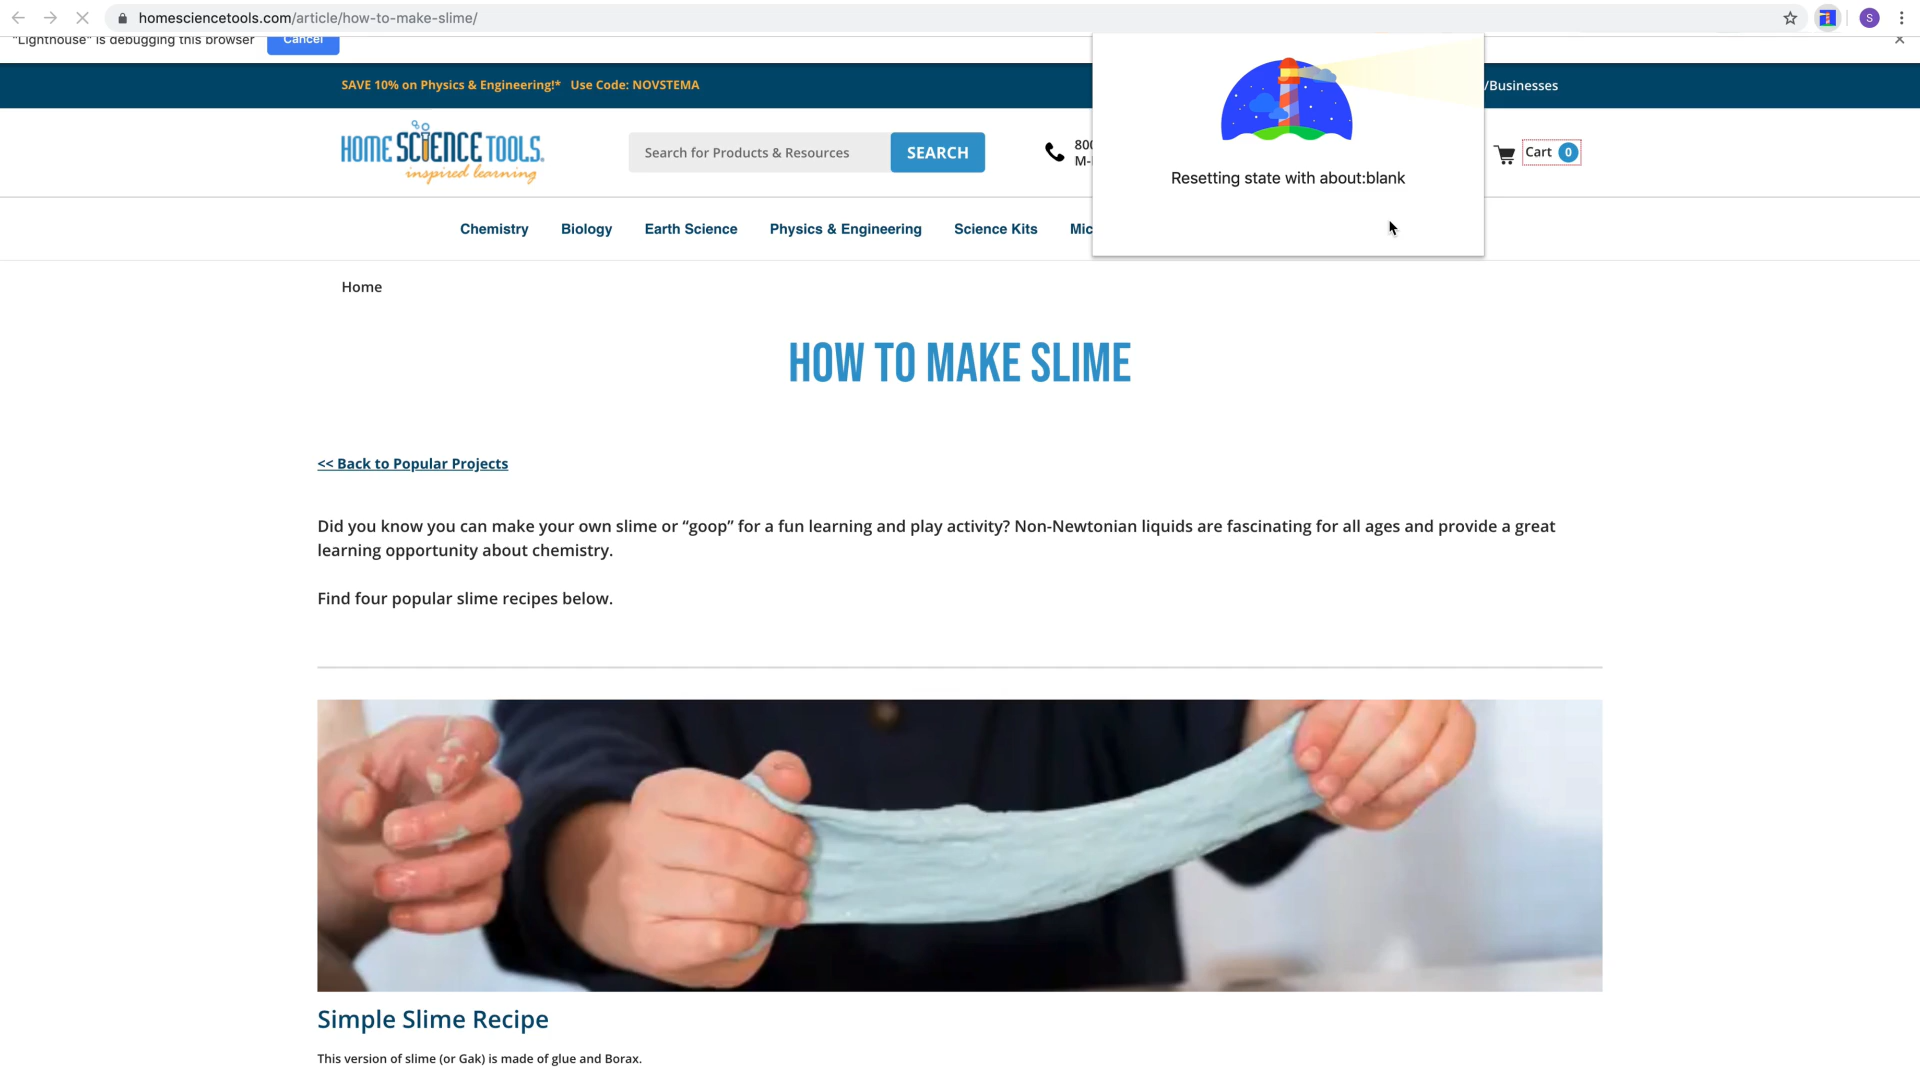 homesciencetools.com/article/how-to-make-slime/
S
"Lighthouse" is debugging this browser
Cancel
SAVE 10% on Physics & Engineering!* Use Code: NOVSTEMA
/Businesses
HOME SCIENCE TOOLS.
inspired learning
Search for Products & Resources
SEARCH
800
M-
Cart 0
Resetting state with about:blank
Chemistry
Biology
Earth Science
Physics & Engineering
Science Kits
Mic
Home
HOW TO MAKE SLIME
<< Back to Popular Projects
Did you know you can make your own slime or “goop” for a fun learning and play activity? Non-Newtonian liquids are fascinating for all ages and provide a great
learning opportunity about chemistry.
Find four popular slime recipes below.
Simple Slime Recipe
This version of slime (or Gak) is made of glue and Borax.